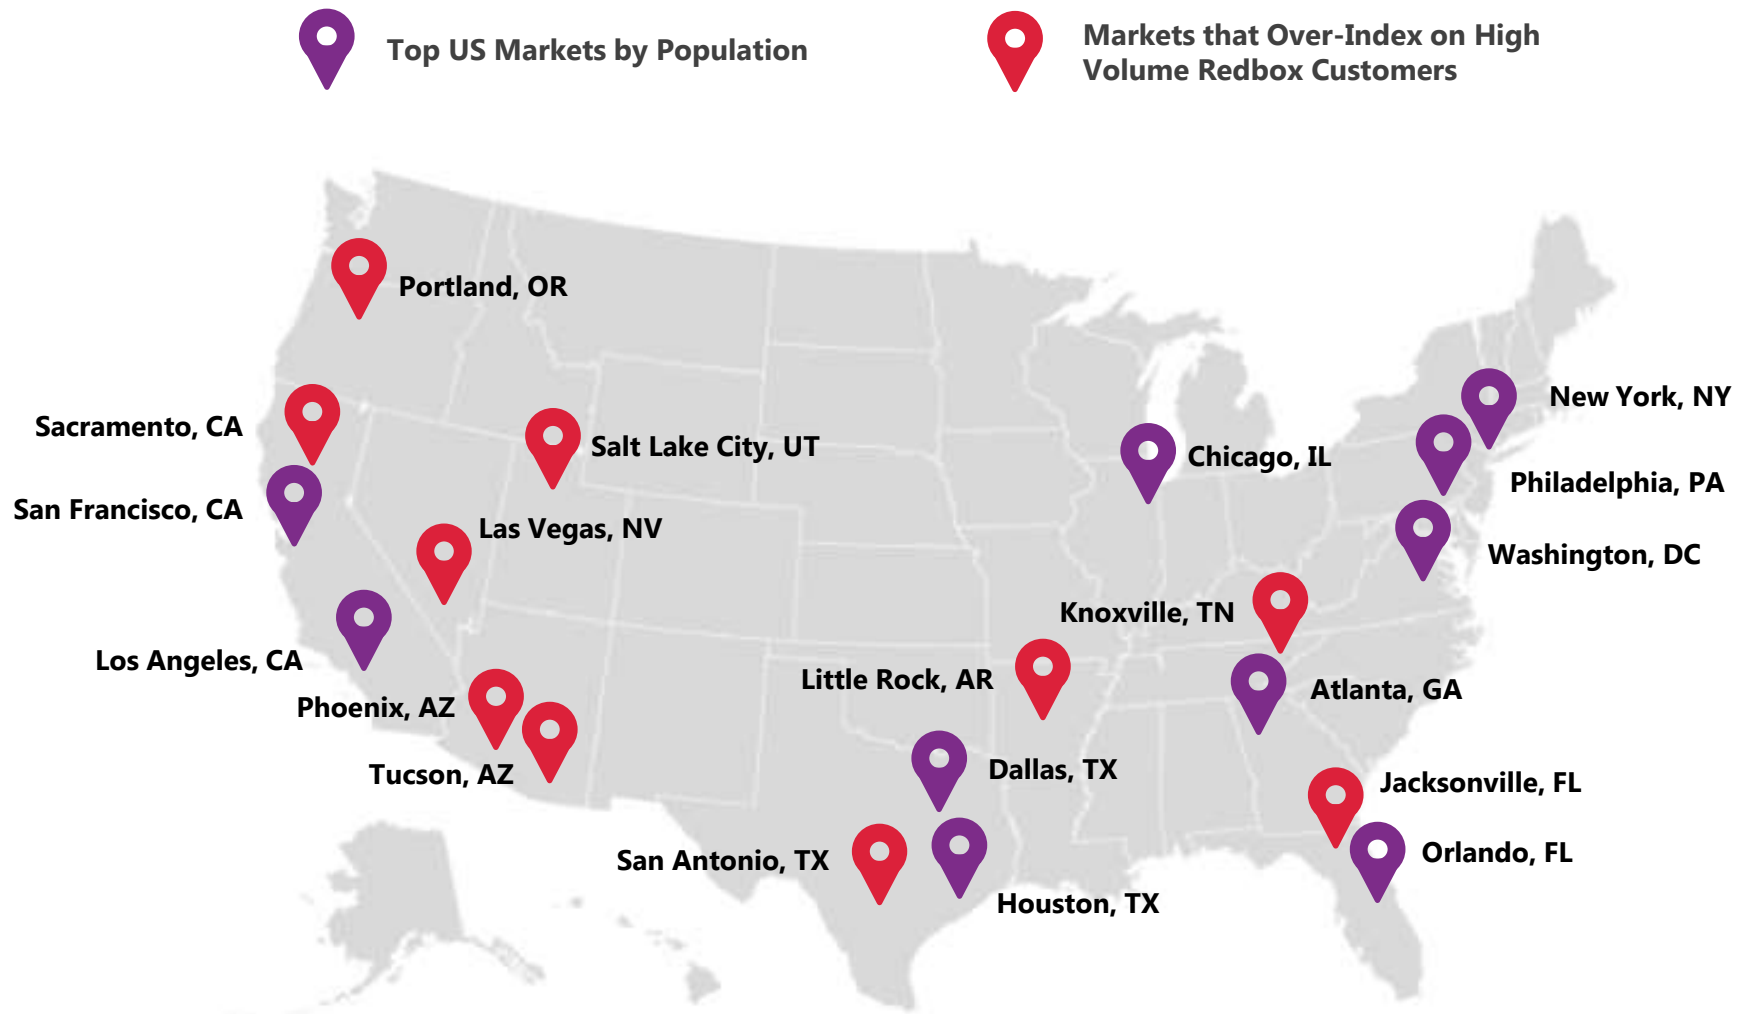 Top US Markets by Population
Markets that Over-Index on High
Volume Redbox Customers
Portland, OR
Sacramento, CA
Salt Lake City, UT
San Francisco, CA
Las Vegas, NV
Los Angeles, CA
Phoenix, AZ
Tucson, AZ
New York, NY
Chicago, IL
Philadelphia, PA
Washington, DC
Knoxville, TN
Little Rock, AR
Atlanta, GA
Dallas, TX
Jacksonville, FL
San Antonio, TX
Orlando, FL
Houston, TX